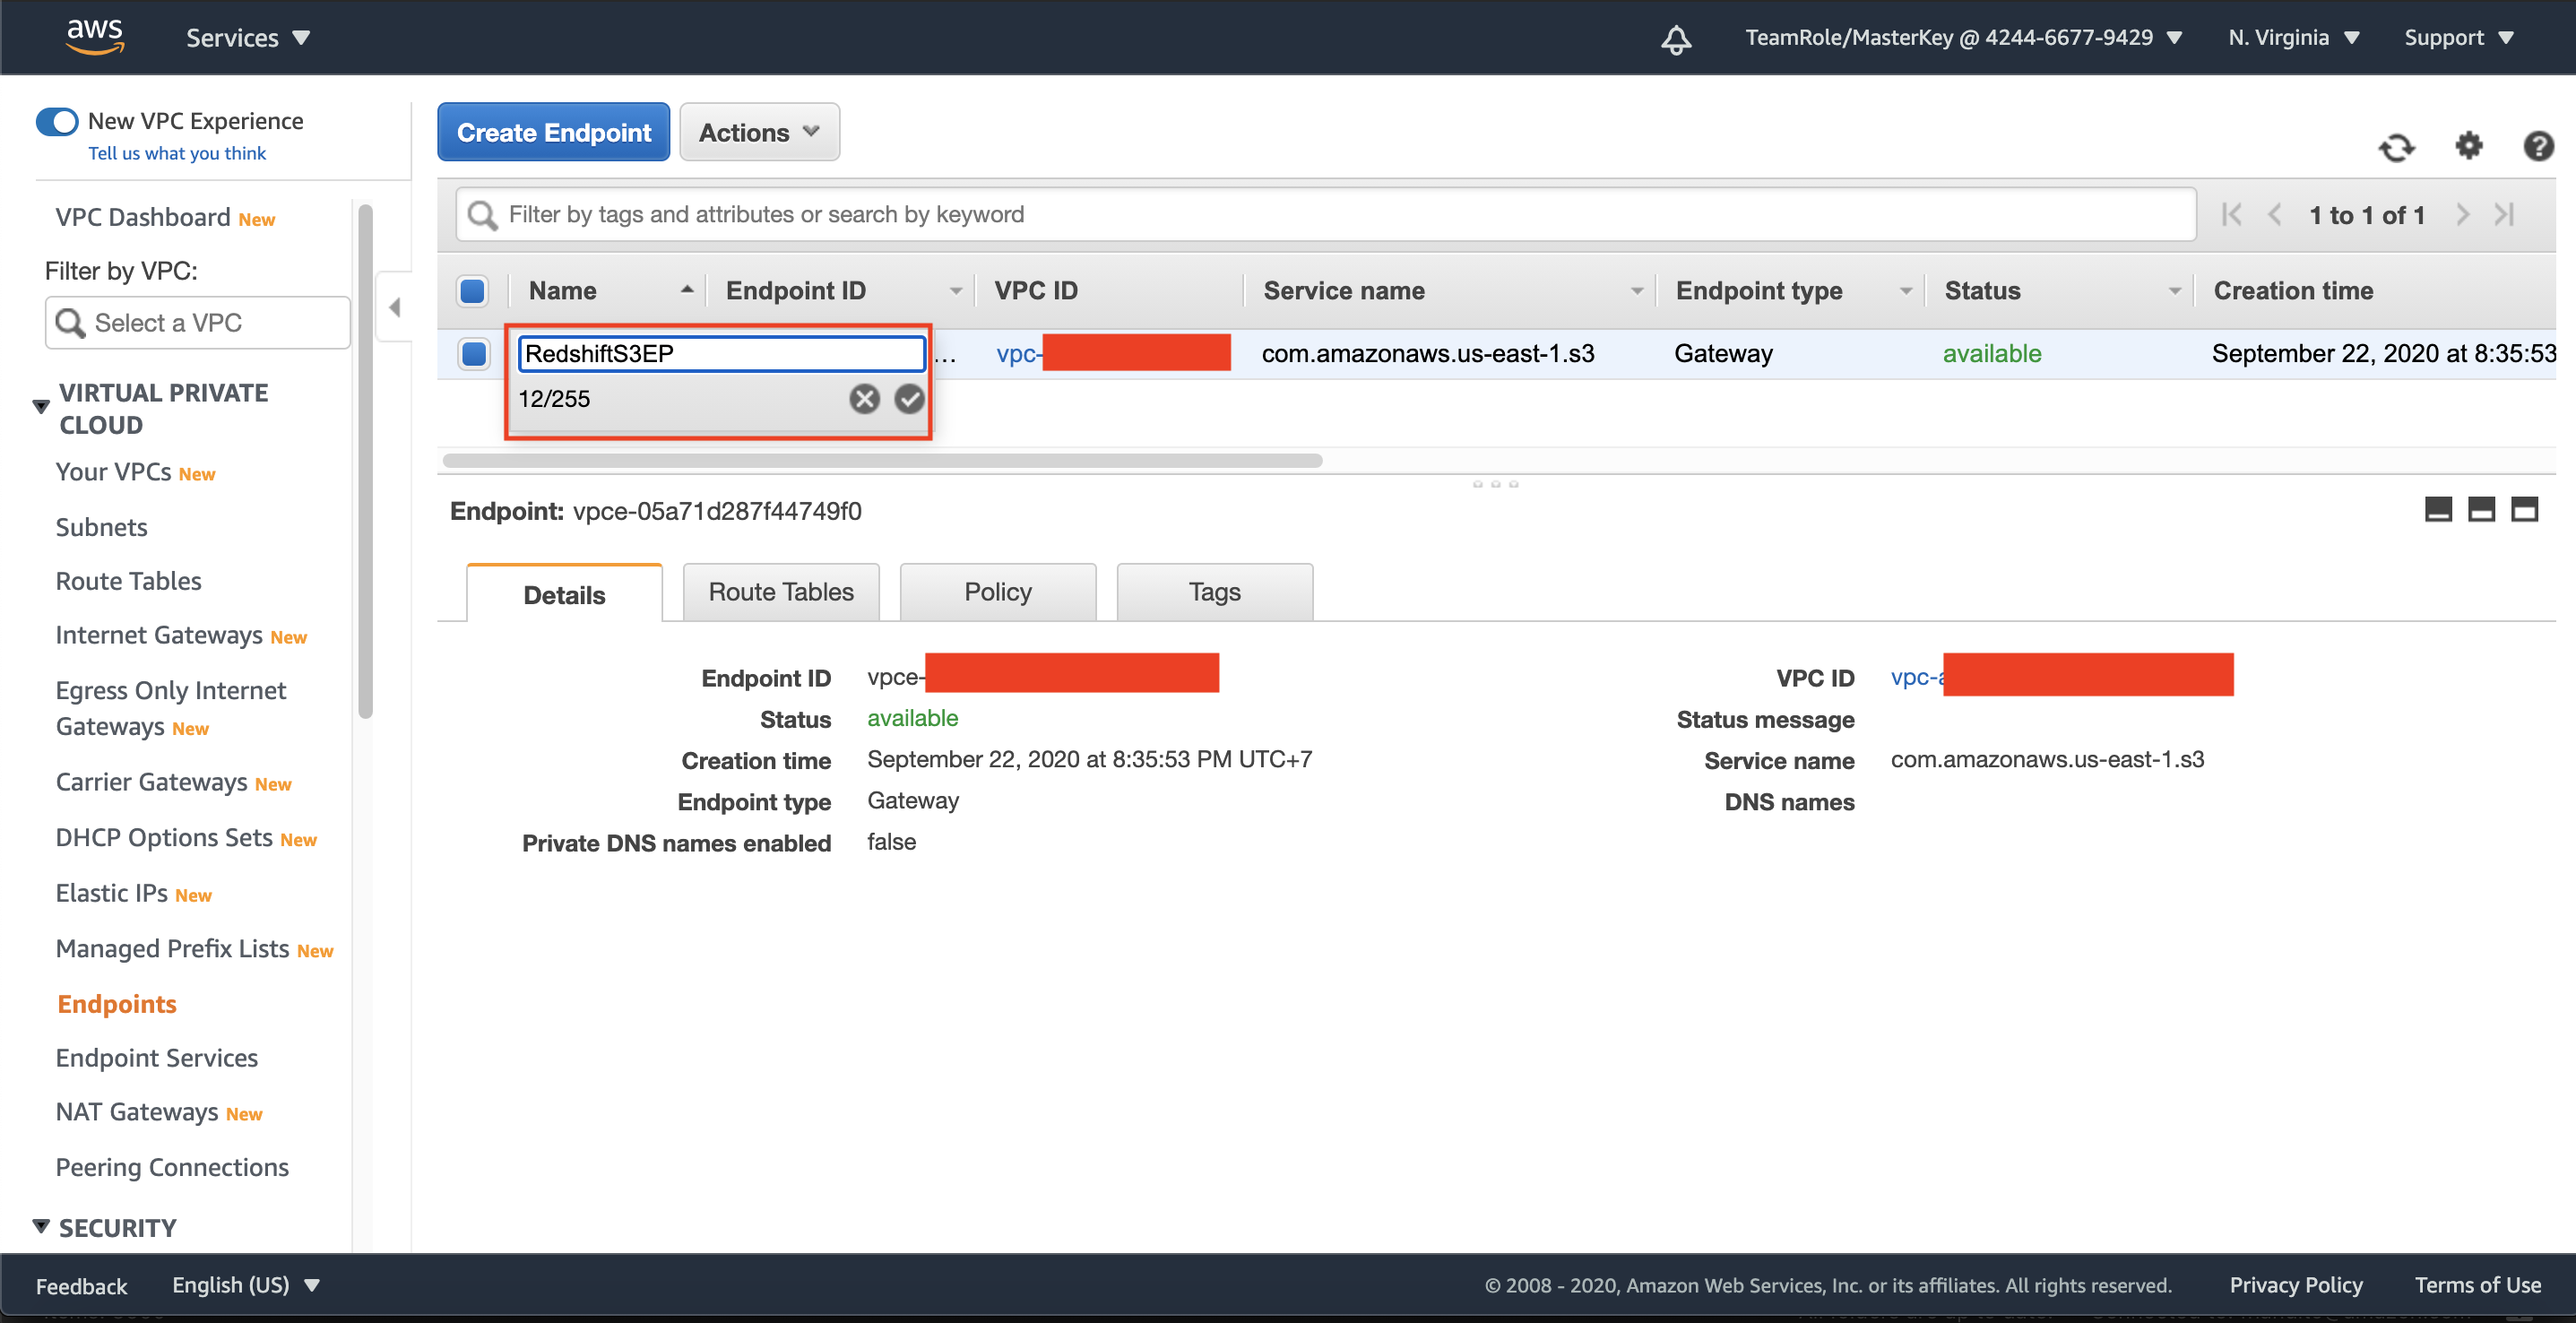 aws
Services
TeamRole/MasterKey @ 4244-6677-9429
N. Virginia
Support
New VPC Experience
Tell us what you think
VPC Dashboard New
Filter by VPC:
Select a VPC
VIRTUAL PRIVATE
CLOUD
Your VPCs New
Subnets
Route Tables
Internet Gateways New
Egress Only Internet
Gateways New
Carrier Gateways New
DHCP Options Sets New
Elastic IPs New
Managed Prefix Lists New
Endpoints
Endpoint Services
NAT Gateways New
Peering Connections
SECURITY
Create Endpoint
Actions
Filter by tags and attributes or search by keyword
1 to 1 of 1
Name Endpoint ID VPC ID Service name Endpoint type Status Creation time
RedshiftS3EP ... vpc- com.amazonaws.us-east-1.s3 Gateway available September 22, 2020 at 8:35:53
12/255
Endpoint: vpce-05a71d287f44749f0
Details
Route Tables
Policy
Tags
Endpoint ID vpce-
Status available
Creation time September 22, 2020 at 8:35:53 PM UTC+7
Endpoint type Gateway
Private DNS names enabled false
VPC ID vpc-a
Status message
Service name com.amazonaws.us-east-1.s3
DNS names
Feedback
English (US)
© 2008 - 2020, Amazon Web Services, Inc. or its affiliates. All rights reserved.
Privacy Policy
Terms of Use